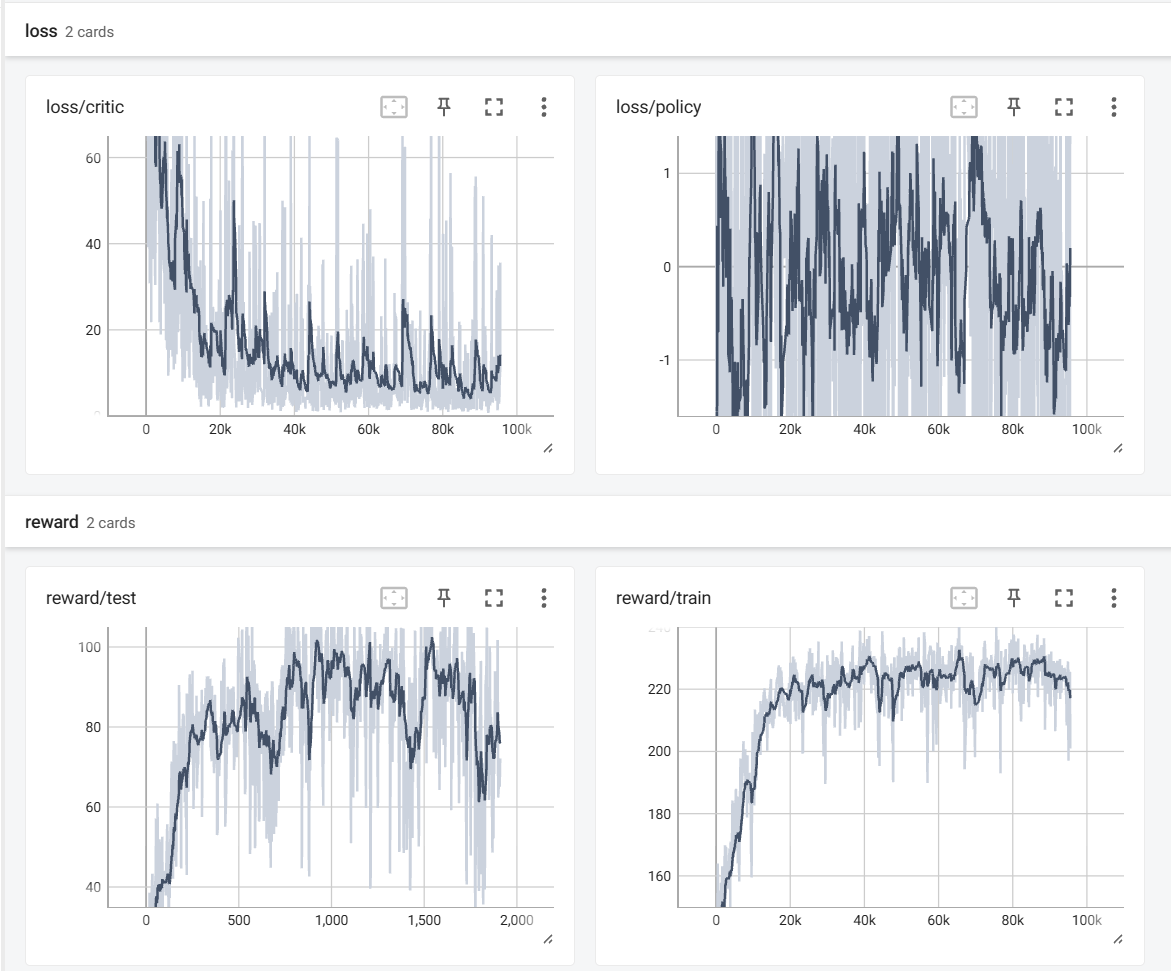 loss 2 cards
loss/critic
60
40
20
0
0 20k 40k 60k 80k 100k
loss/policy
1
0
-1
0 20k 40k 60k 80k 100k
reward 2 cards
reward/test
100
80
60
40
0 500 1,000 1,500 2,000
reward/train
240
220
200
180
160
0 20k 40k 60k 80k 100k